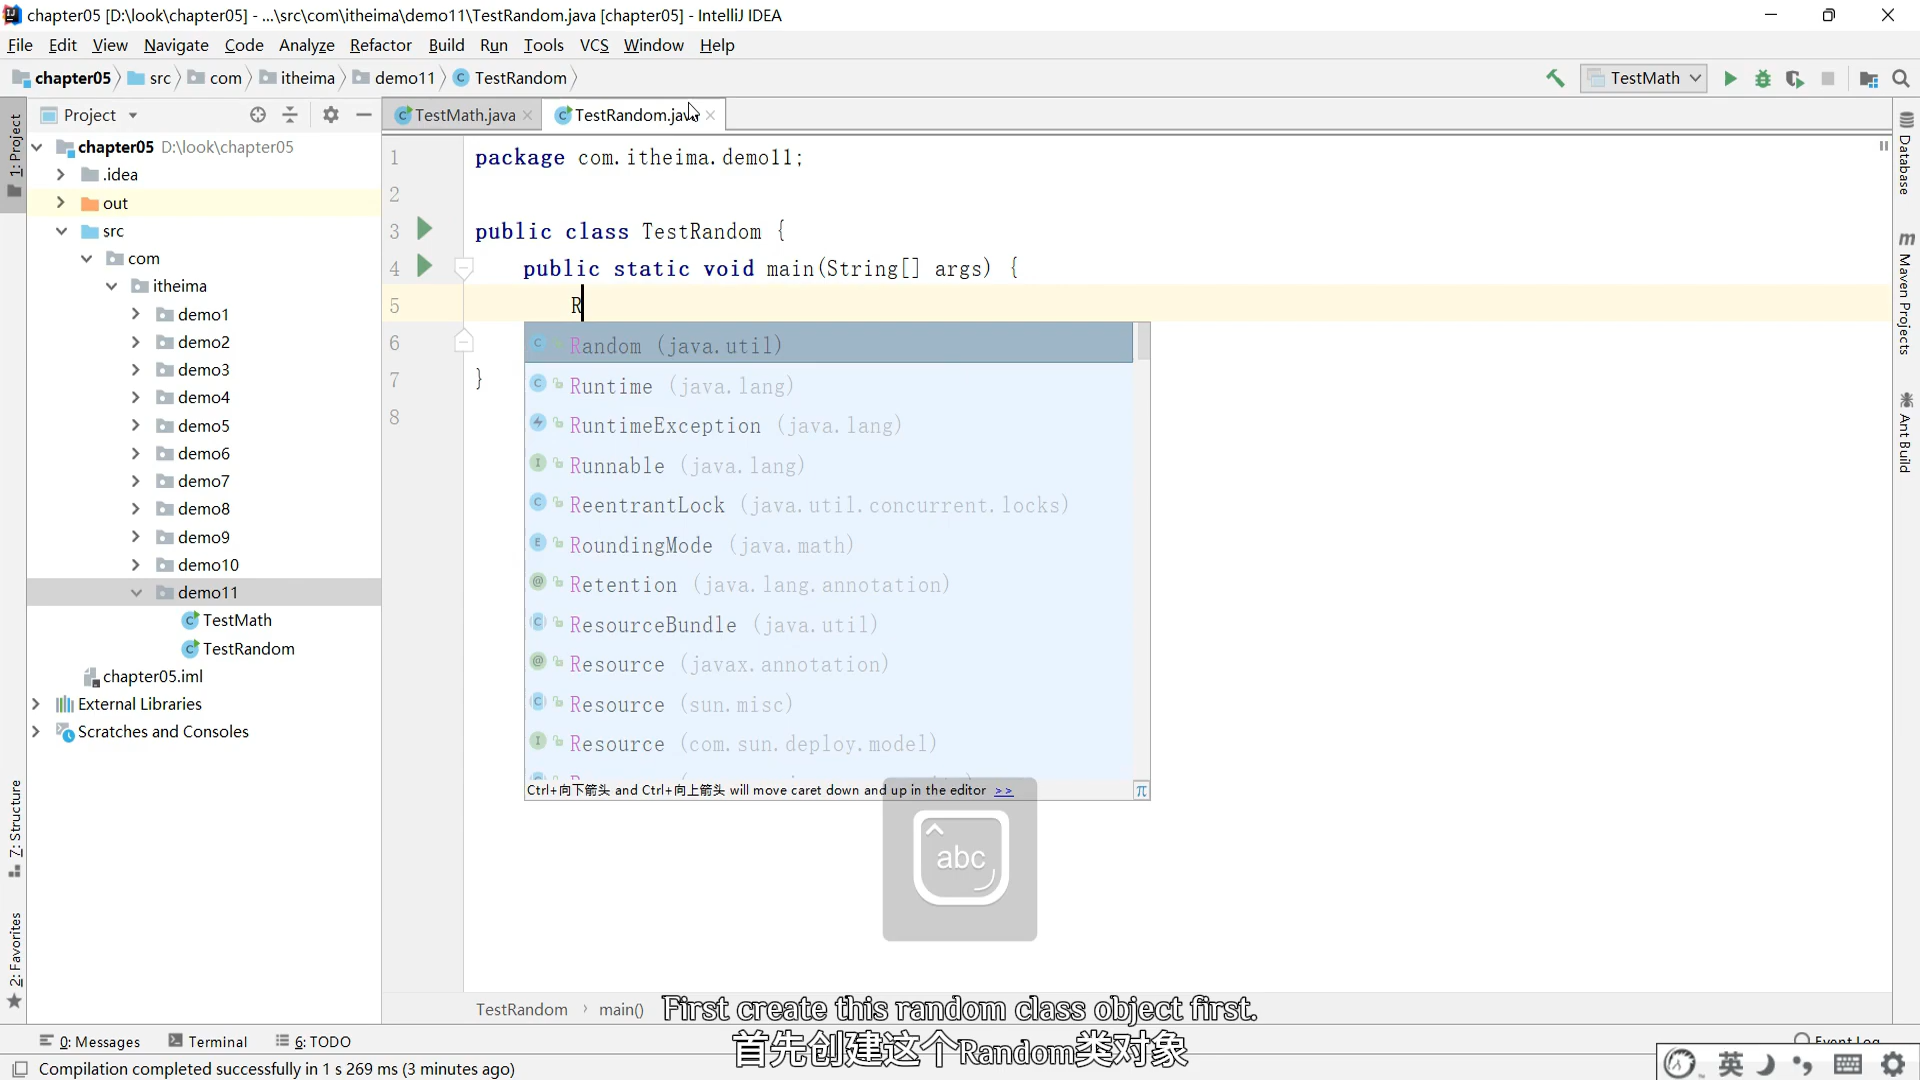 chapter05 [D:\look\chapter05] - ...\src\com\itheima\demo11\TestRandom.java [chapter05] - IntelliJ IDEA
File Edit View Navigate Code Analyze Refactor Build Run Tools VCS Window Help
chapter05 src com itheima demo11 TestRandom
TestMath
1: Project
Project
TestMath.java
TestRandom.java
chapter05 D:\look\chapter05
.idea
out
src
com
itheima
demo1
demo2
demo3
demo4
demo5
demo6
demo7
demo8
demo9
demo10
demo11
TestMath
TestRandom
chapter05.iml
External Libraries
Scratches and Consoles
1 package com.itheima.demo11;
2
3 public class TestRandom {
4 public static void main(String[] args) {
5 R
6
7 }
8
Random (java.util)
Runtime (java.lang)
RuntimeException (java.lang)
Runnable (java.lang)
ReentrantLock (java.util.concurrent.locks)
RoundingMode (java.math)
Retention (java.lang.annotation)
ResourceBundle (java.util)
Resource (javax.annotation)
Resource (sun.misc)
Resource (com.sun.deploy.model)
Ctrl+向下箭头 and Ctrl+向上箭头 will move caret down and up in the editor >>
π
abc
Database
Maven Projects
Ant Build
7: Structure
2: Favorites
TestRandom main()
First create this random class object first.
首先创建这个Random类对象
0: Messages Terminal 6: TODO
Event Log
Compilation completed successfully in 1 s 269 ms (3 minutes ago)
英